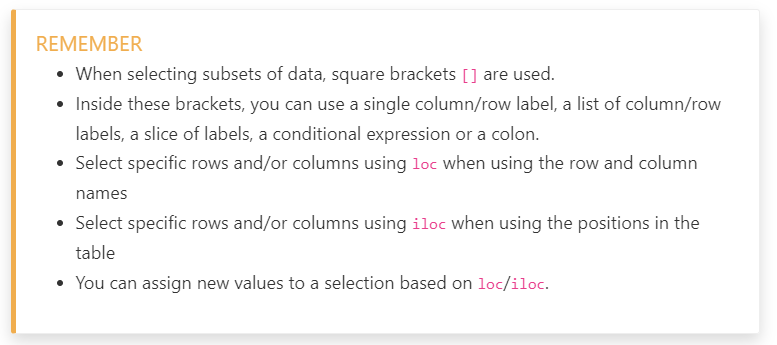 REMEMBER
• When selecting subsets of data, square brackets [] are used.
• Inside these brackets, you can use a single column/row label, a list of column/row
labels, a slice of labels, a conditional expression or a colon.
• Select specific rows and/or columns using loc when using the row and column
names
• Select specific rows and/or columns using iloc when using the positions in the
table
• You can assign new values to a selection based on loc/iloc.